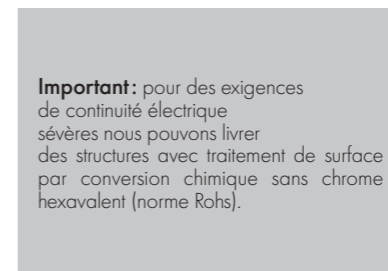 Important : pour des exigences
de continuité électrique
sévères nous pouvons livrer
des structures avec traitement de surface
par conversion chimique sans chrome
hexavalent (norme Rohs).